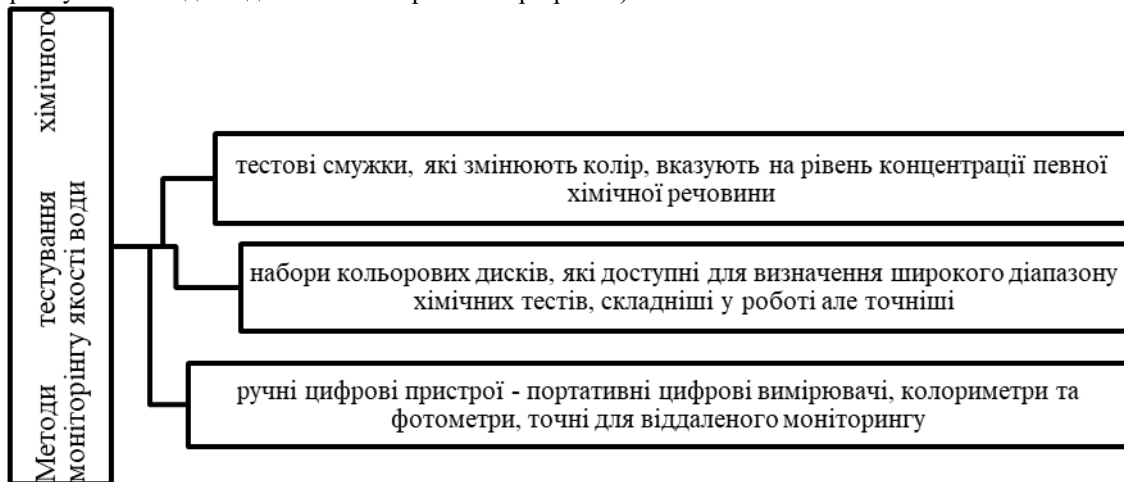 Методи тестування хімічного
моніторінгу якості води
тестові смужки, які змінюють колір, вказують на рівень концентрації певної
хімічної речовини
набори кольорових дисків, які доступні для визначення широкого діапазону
хімічних тестів, складніші у роботі але точніші
ручні цифрові пристрої - портативні цифрові вимірювачі, колориметри та
фотометри, точні для віддаленого моніторингу